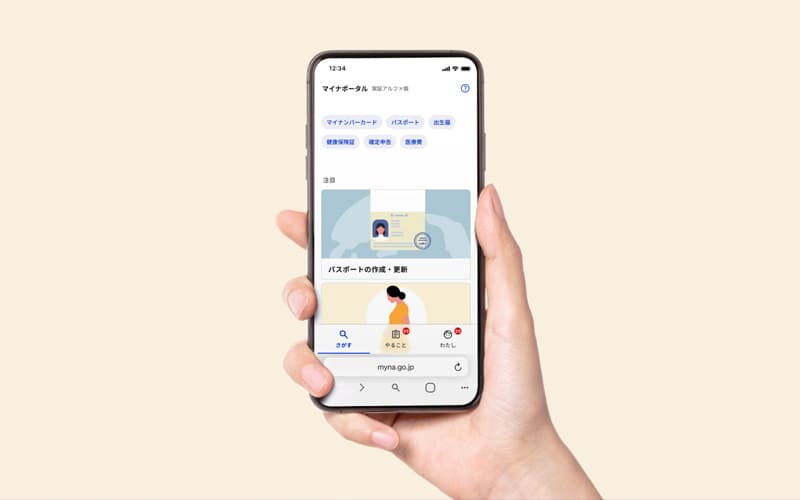 12:34
マイナポータル 実証アルファ版
マイナンバーカード パスポート 出生届
健康保険証 確定申告 医療費
注目
パスポートの作成・更新
さがす やること わたし
myna.go.jp